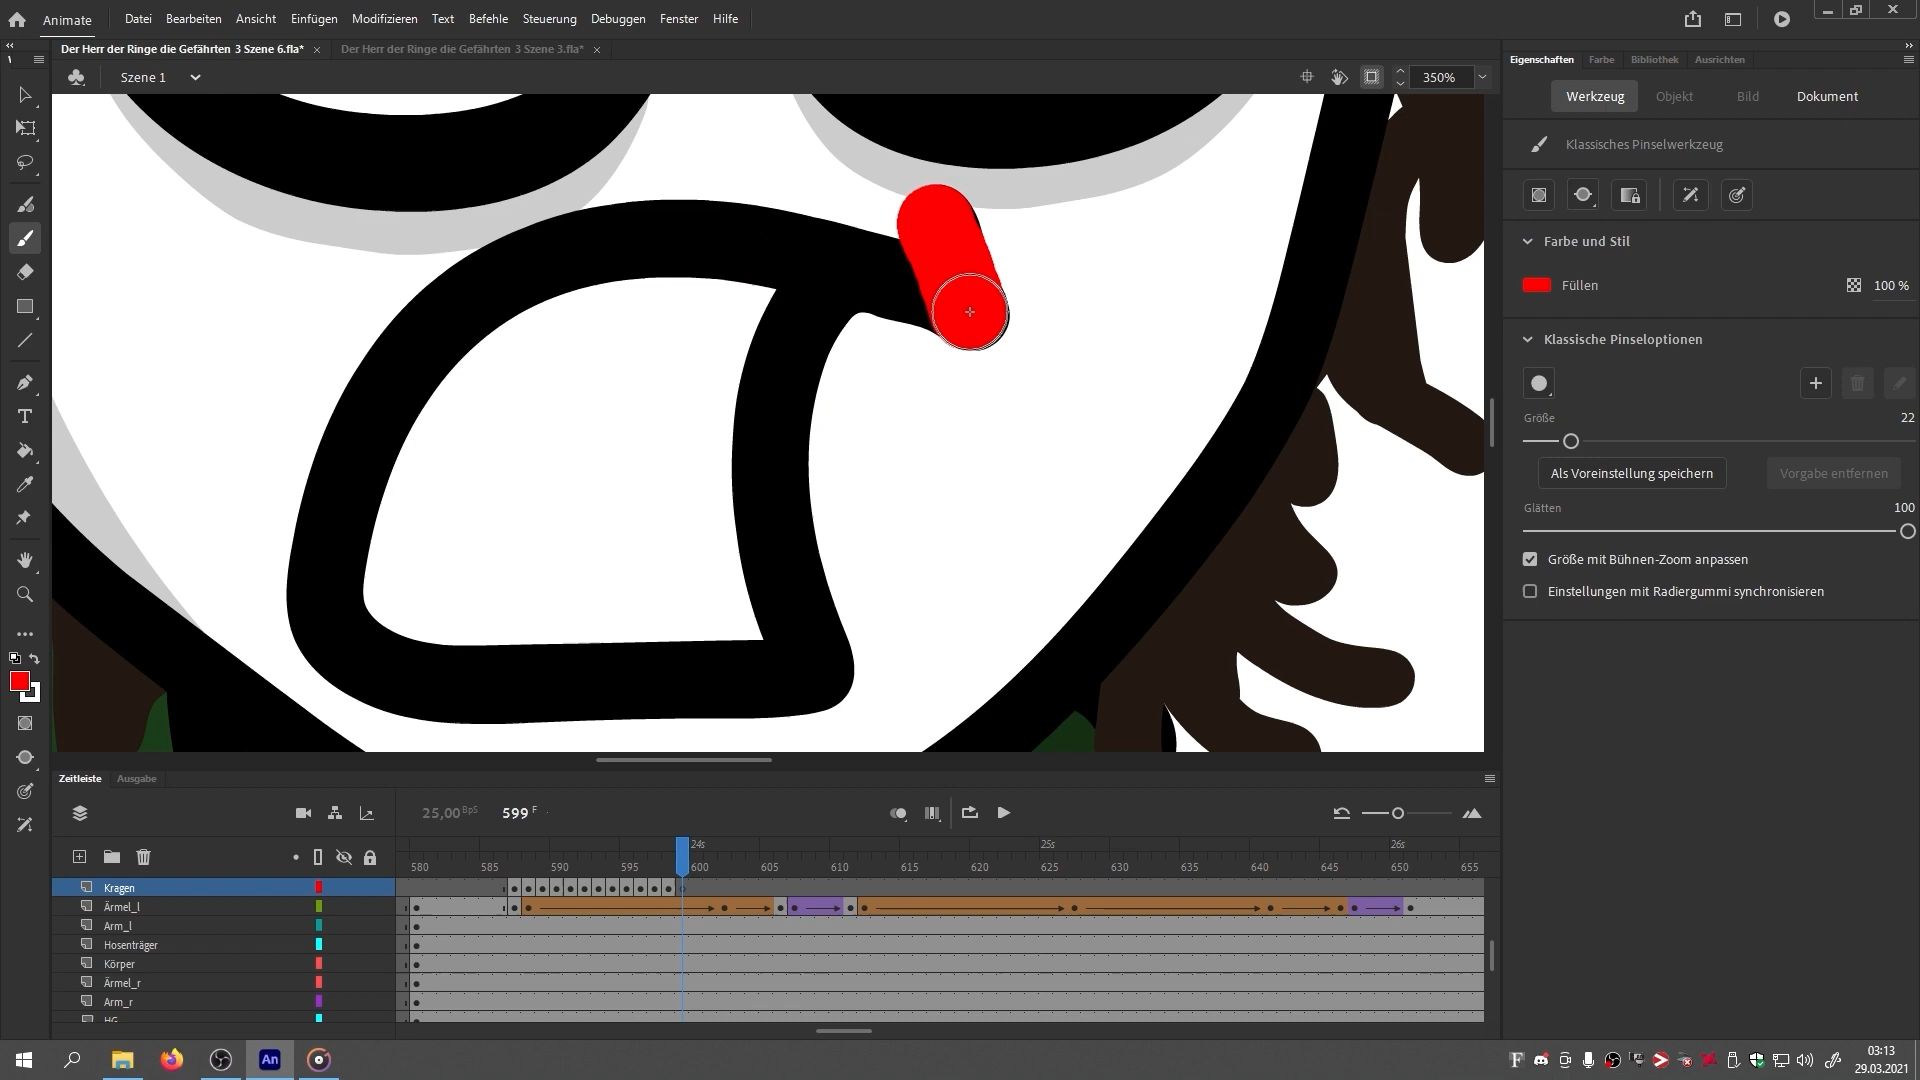 Animate
Datei Bearbeiten Ansicht Einfügen Modifizieren Text Befehle Steuerung Debuggen Fenster Hilfe
Der Herr der Ringe die Gefährten 3 Szene 6.fla* × Der Herr der Ringe die Gefährten 3 Szene 3.fla* ×
Szene 1
350%
Eigenschaften Farbe Bibliothek Ausrichten
Werkzeug Objekt Bild Dokument
Klassisches Pinselwerkzeug
Farbe und Stil
Füllen 100 %
Klassische Pinseloptionen
Größe 22
Als Voreinstellung speichern Vorgabe entfernen
Glätten 100
Größe mit Bühnen-Zoom anpassen
Einstellungen mit Radiergummi synchronisieren
Zeitleiste Ausgabe
25,00 BpS 599 F
24s 25s 26s
580 585 590 595 600 605 610 615 620 625 630 635 640 645 650 655
Kragen
Ärmel_l
Arm_l
Hosenträger
Körper
Ärmel_r
Arm_r
HG
An
03:13
29.03.2021